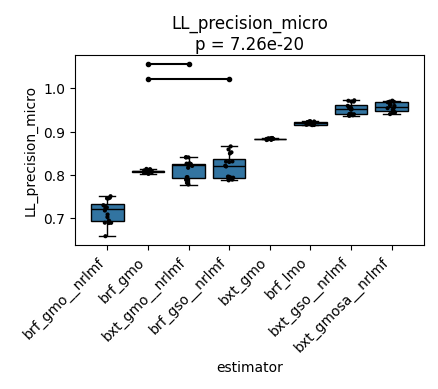 LL_precision_micro
p = 7.26e-20
LL_precision_micro
1.0
0.9
0.8
0.7
brf_gmo__nrlmf
brf_gmo
bxt_gmo__nrlmf
brf_gso__nrlmf
bxt_gmo
brf_lmo
bxt_gso__nrlmf
bxt_gmosa__nrlmf
estimator